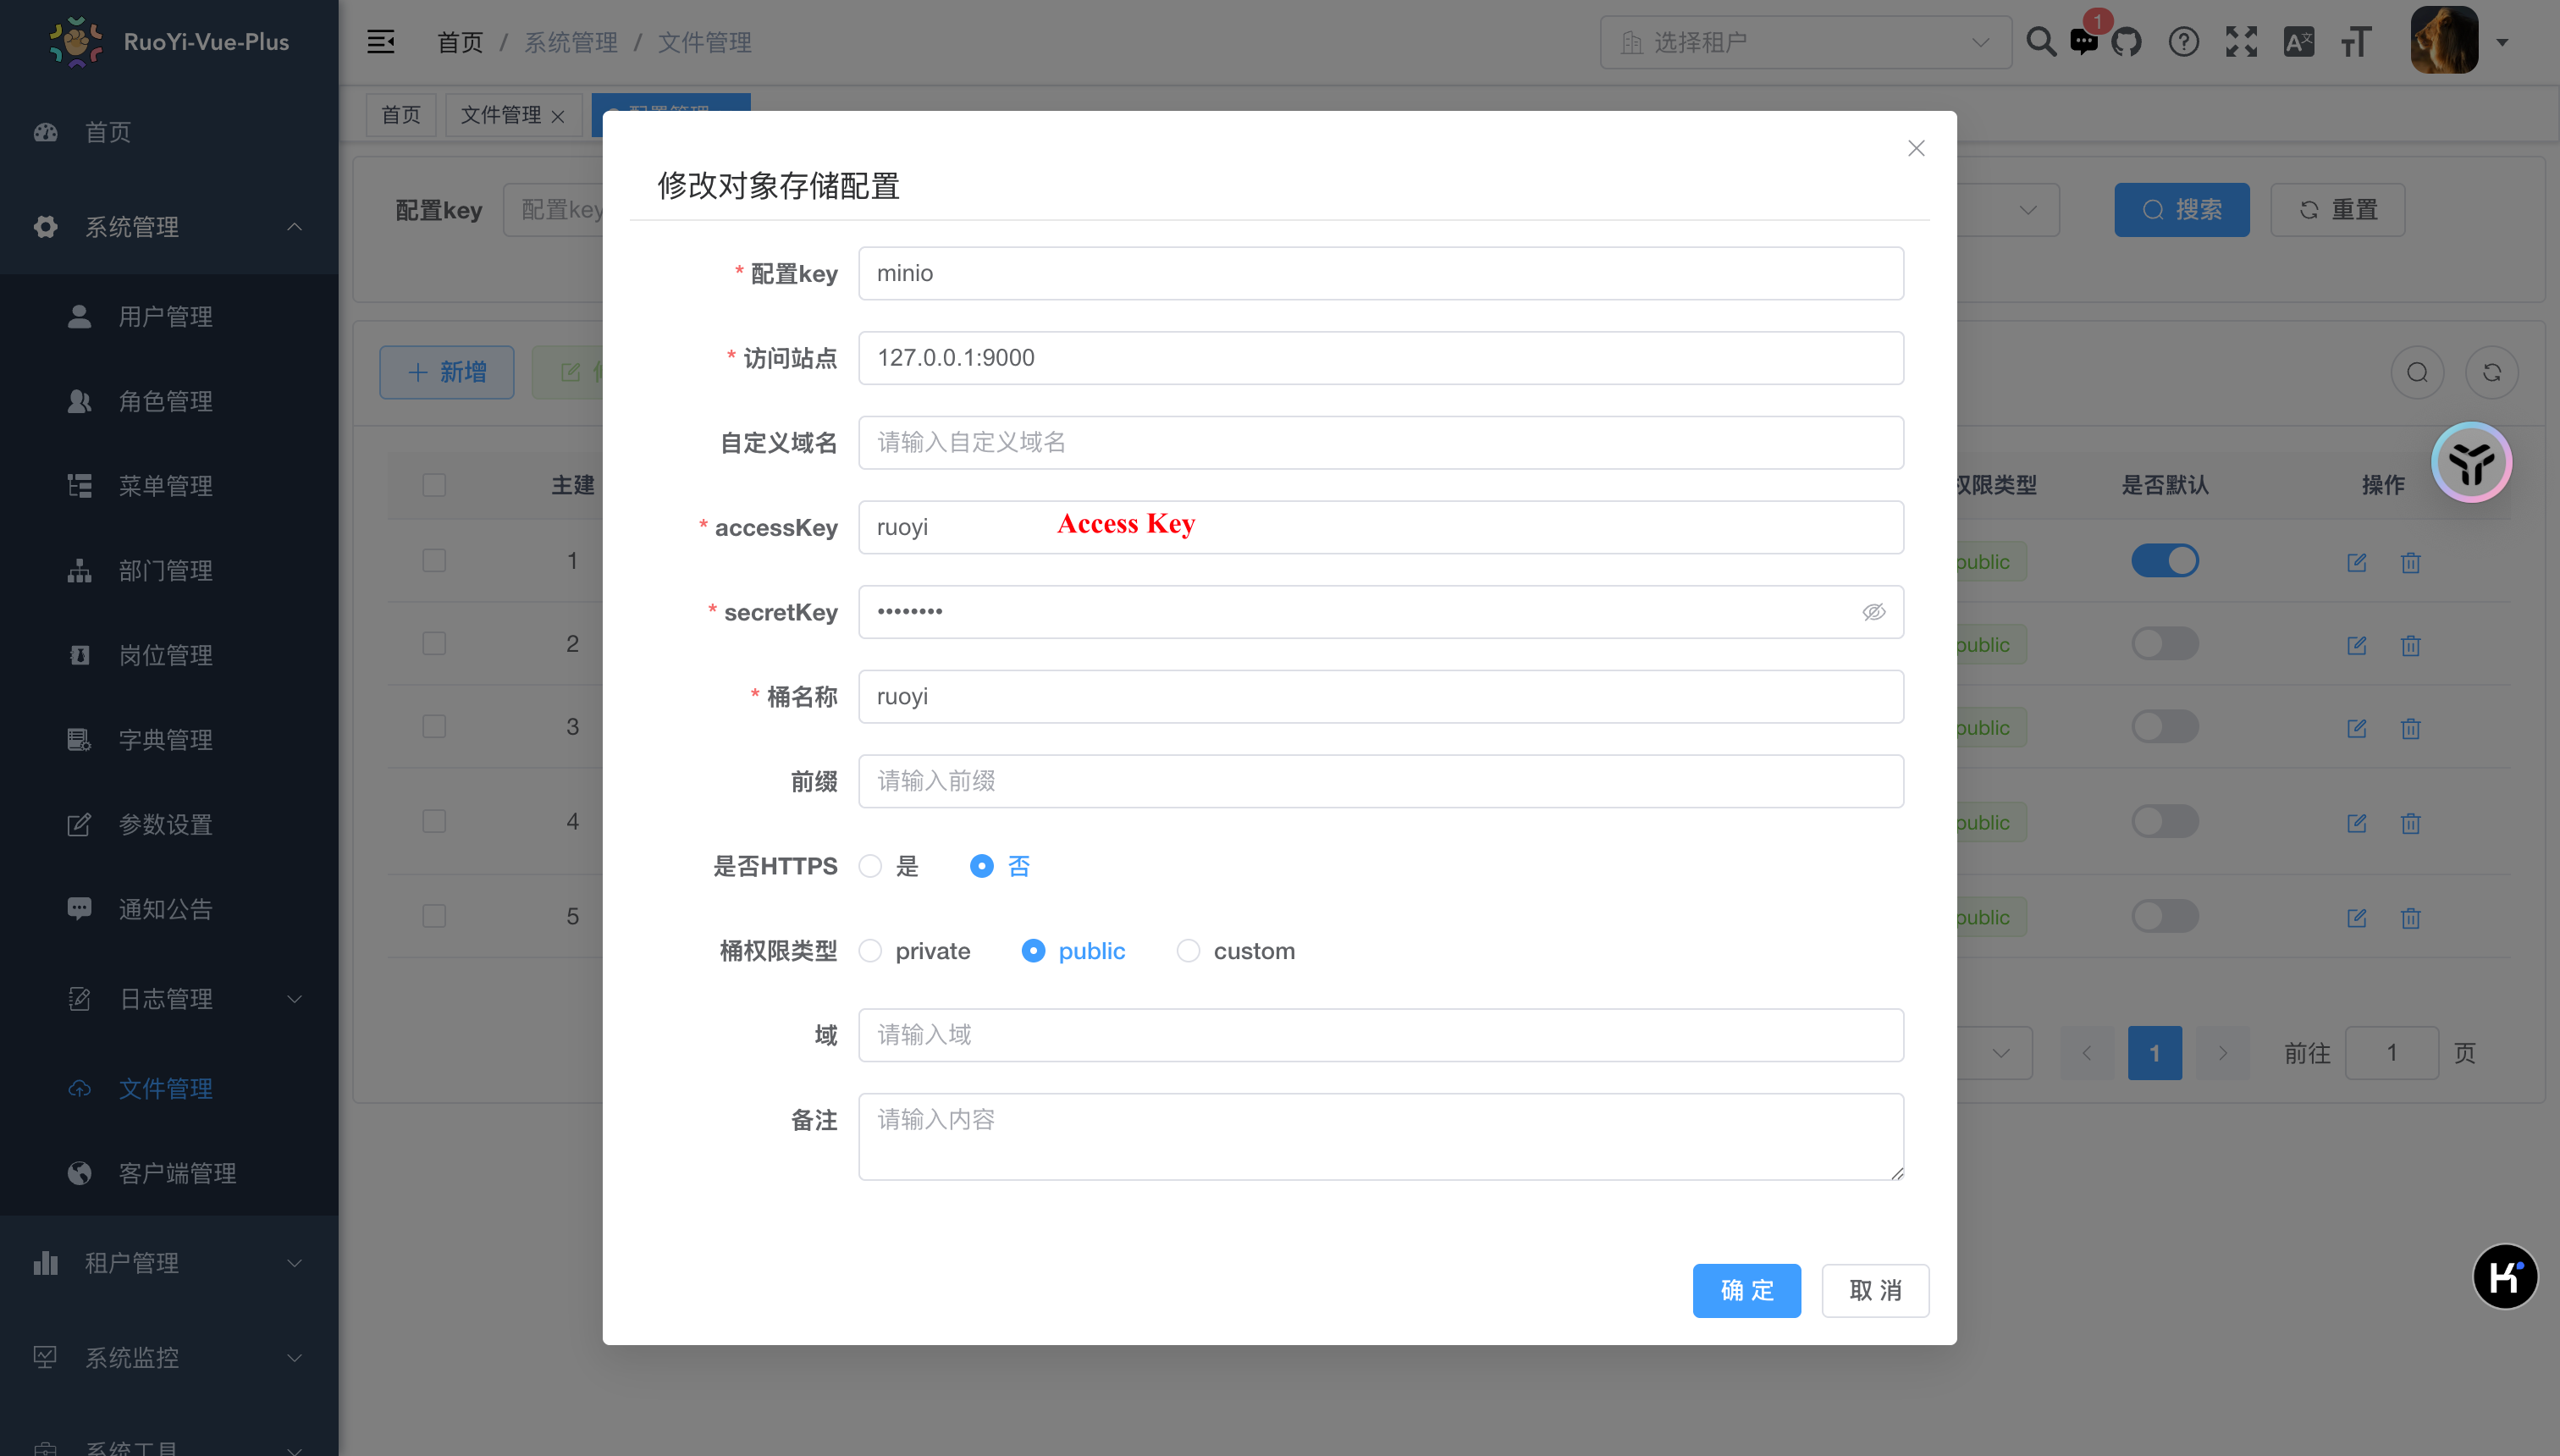 RuoYi-Vue-Plus
首页 / 系统管理 / 文件管理
选择租户
1
首页
文件管理
首页
系统管理
用户管理
角色管理
菜单管理
部门管理
岗位管理
字典管理
参数设置
通知公告
日志管理
文件管理
客户端管理
租户管理
系统监控
系统工具
配置key
配置key
搜索
重置
新增
主建
权限类型
是否默认
操作
1
public
2
public
3
public
4
public
5
public
1
前往
1
页
修改对象存储配置
* 配置key
minio
* 访问站点
127.0.0.1:9000
自定义域名
请输入自定义域名
* accessKey
ruoyi
Access Key
* secretKey
••••••••
* 桶名称
ruoyi
前缀
请输入前缀
是否HTTPS
是
否
桶权限类型
private
public
custom
域
请输入域
备注
请输入内容
确 定
取 消